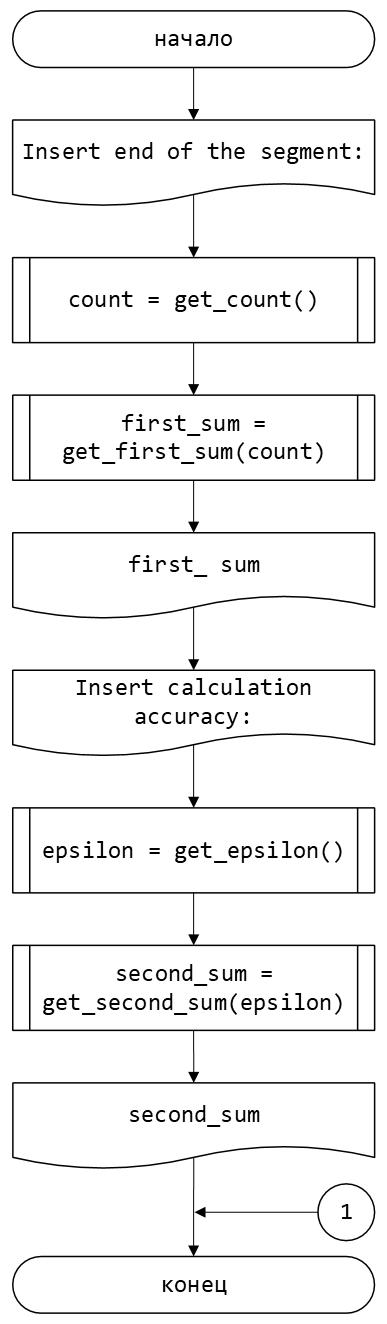 начало
Insert end of the segment:
count = get_count()
first_sum =
get_first_sum(count)
first_ sum
Insert calculation
accuracy:
epsilon = get_epsilon()
second_sum =
get_second_sum(epsilon)
second_sum
1
конец